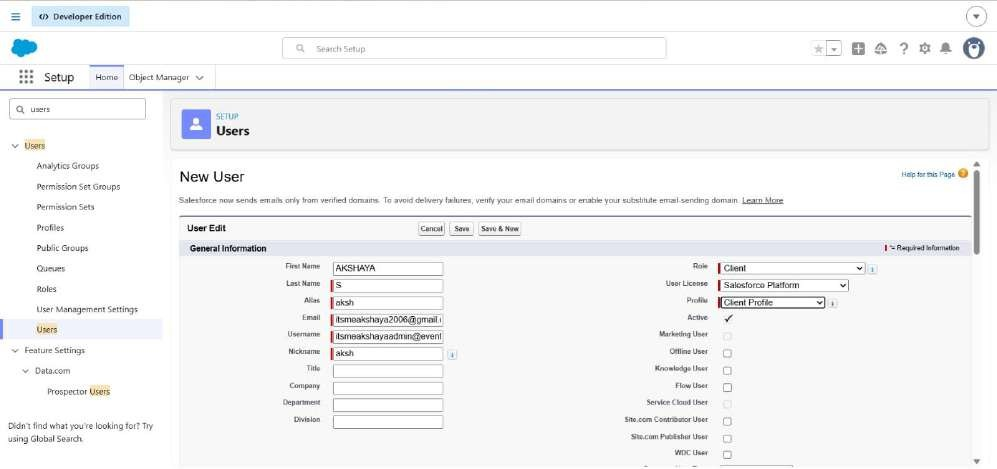 Developer Edition
Search Setup
Setup
Home
Object Manager
users
Users
Analytics Groups
Permission Set Groups
Permission Sets
Profiles
Public Groups
Queues
Roles
User Management Settings
Users
Feature Settings
Data.com
Prospector Users
Didn't find what you're looking for? Try
using Global Search.
SETUP
Users
New User
Help for this Page
Salesforce now sends emails only from verified domains. To avoid delivery failures, verify your email domains or enable your substitute email-sending domain. Learn More
User Edit
Cancel
Save
Save & New
General Information
= Required Information
First Name AKSHAYA
Last Name S
Alias aksh
Email itsmeakshaya2006@gmail.
Username itsmeakshayaadmin@event
Nickname aksh
Title
Company
Department
Division
Role Client
User License Salesforce Platform
Profile Client Profile
Active
Marketing User
Offline User
Knowledge User
Flow User
Service Cloud User
Site.com Contributor User
Site.com Publisher User
WDC User